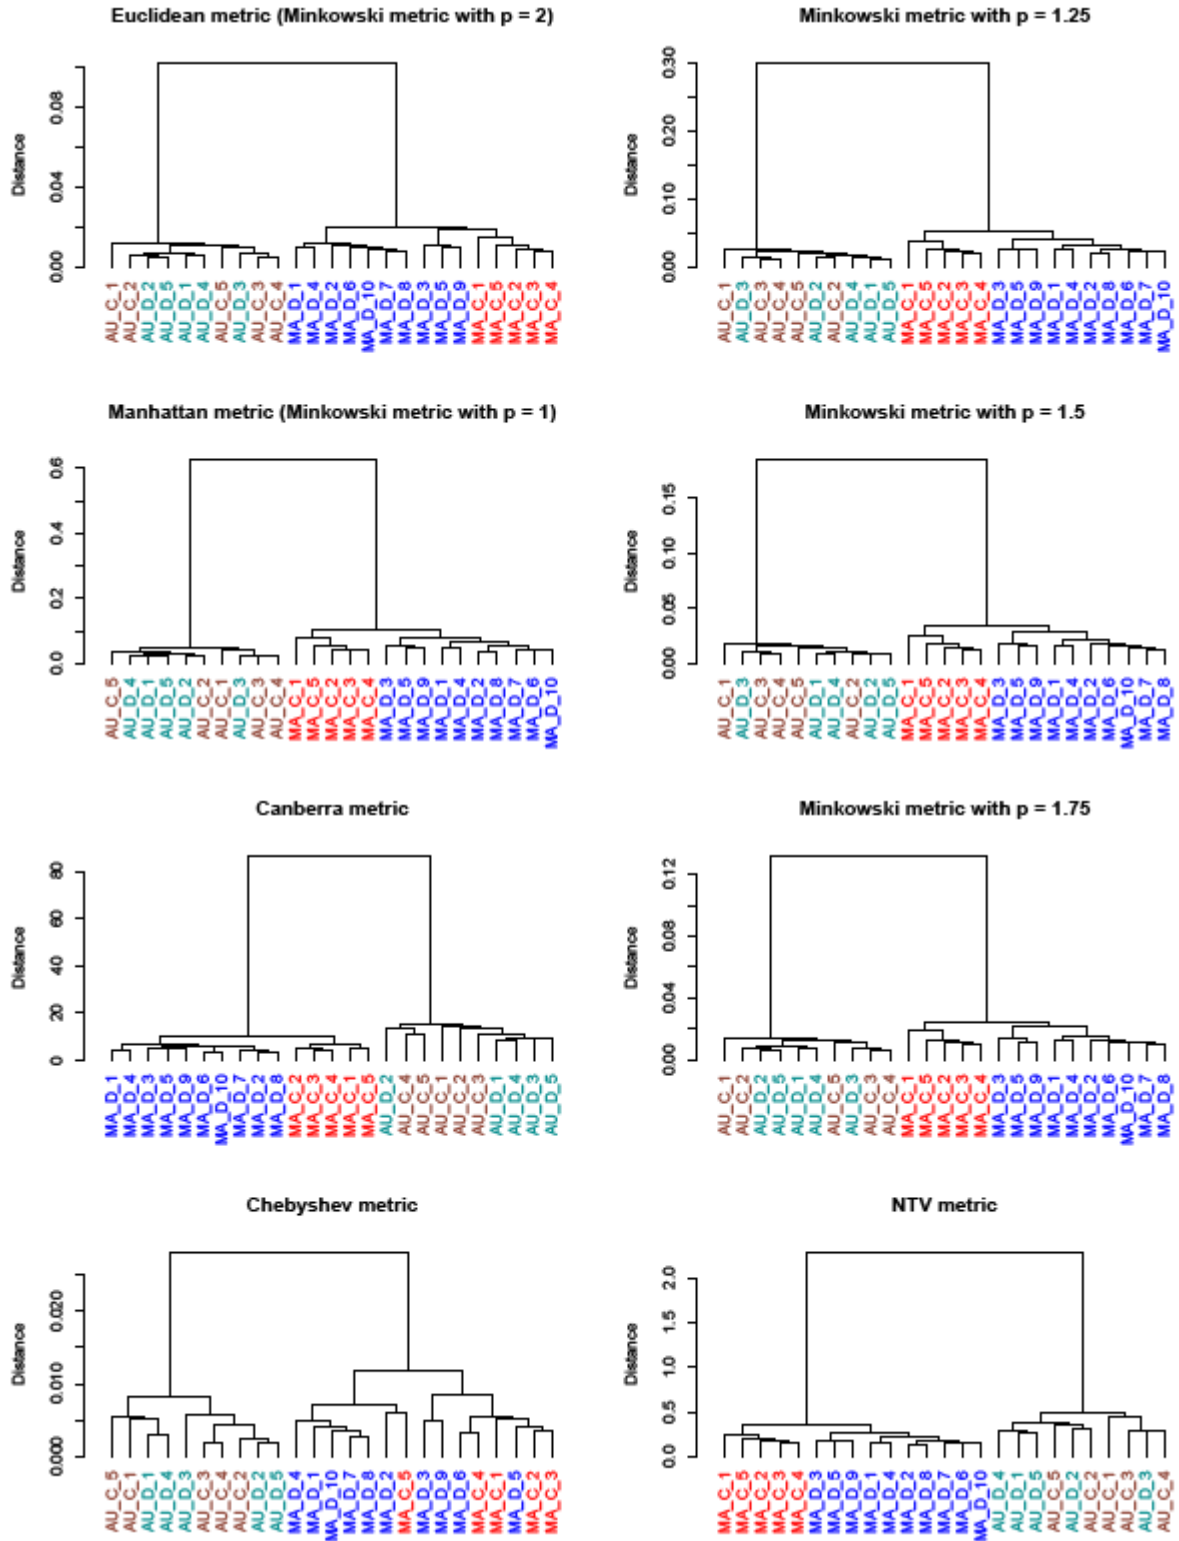 Euclidean metric (Minkowski metric with p = 2)
Distance
0.00 0.04 0.08
AU_C_1 AU_C_2 AU_D_2 AU_D_5 AU_D_1 AU_D_4 AU_C_5 AU_D_3 AU_C_3 AU_C_4 MA_D_1 MA_D_4 MA_D_2 MA_D_6 MA_D_10 MA_D_7 MA_D_8 MA_D_3 MA_D_5 MA_D_9 MA_C_1 MA_C_5 MA_C_2 MA_C_3 MA_C_4
Minkowski metric with p = 1.25
Distance
0.00 0.10 0.20 0.30
AU_C_1 AU_D_3 AU_C_3 AU_C_4 AU_C_5 AU_D_2 AU_C_2 AU_D_4 AU_D_1 AU_D_5 MA_C_1 MA_C_5 MA_C_2 MA_C_3 MA_C_4 MA_D_3 MA_D_5 MA_D_9 MA_D_1 MA_D_4 MA_D_2 MA_D_8 MA_D_6 MA_D_7 MA_D_10
Manhattan metric (Minkowski metric with p = 1)
Distance
0.0 0.2 0.4 0.6
AU_C_5 AU_D_4 AU_D_1 AU_D_5 AU_D_2 AU_C_2 AU_C_1 AU_D_3 AU_C_3 AU_C_4 MA_C_1 MA_C_5 MA_C_2 MA_C_3 MA_C_4 MA_D_3 MA_D_5 MA_D_9 MA_D_1 MA_D_4 MA_D_2 MA_D_8 MA_D_7 MA_D_6 MA_D_10
Minkowski metric with p = 1.5
Distance
0.00 0.05 0.10 0.15
AU_C_1 AU_D_3 AU_C_3 AU_C_4 AU_C_5 AU_D_1 AU_D_4 AU_C_2 AU_D_2 AU_D_5 MA_C_1 MA_C_5 MA_C_2 MA_C_3 MA_C_4 MA_D_3 MA_D_5 MA_D_9 MA_D_1 MA_D_4 MA_D_2 MA_D_6 MA_D_10 MA_D_7 MA_D_8
Canberra metric
Distance
0 20 40 60 80
MA_D_1 MA_D_4 MA_D_3 MA_D_5 MA_D_9 MA_D_6 MA_D_10 MA_D_7 MA_D_2 MA_D_8 MA_C_2 MA_C_3 MA_C_4 MA_C_1 MA_C_5 AU_D_2 AU_C_4 AU_C_5 AU_C_1 AU_C_2 AU_C_3 AU_D_1 AU_D_4 AU_D_3 AU_D_5
Minkowski metric with p = 1.75
Distance
0.00 0.04 0.08 0.12
AU_C_1 AU_C_2 AU_D_2 AU_D_5 AU_D_1 AU_D_4 AU_C_5 AU_D_3 AU_C_3 AU_C_4 MA_C_1 MA_C_5 MA_C_2 MA_C_3 MA_C_4 MA_D_3 MA_D_5 MA_D_9 MA_D_1 MA_D_4 MA_D_2 MA_D_6 MA_D_10 MA_D_7 MA_D_8
Chebyshev metric
Distance
0.000 0.010 0.020
AU_C_5 AU_C_1 AU_D_1 AU_D_4 AU_D_3 AU_C_3 AU_C_4 AU_C_2 AU_D_2 AU_D_5 MA_D_4 MA_D_1 MA_D_10 MA_D_7 MA_D_8 MA_D_2 MA_C_5 MA_D_3 MA_D_9 MA_D_6 MA_C_4 MA_C_1 MA_D_5 MA_C_2 MA_C_3
NTV metric
Distance
0.0 0.5 1.0 1.5 2.0
MA_C_1 MA_C_5 MA_C_2 MA_C_3 MA_C_4 MA_D_3 MA_D_5 MA_D_9 MA_D_1 MA_D_4 MA_D_2 MA_D_8 MA_D_7 MA_D_6 MA_D_10 AU_D_4 AU_D_1 AU_D_5 AU_C_5 AU_D_2 AU_C_2 AU_C_1 AU_C_3 AU_D_3 AU_C_4